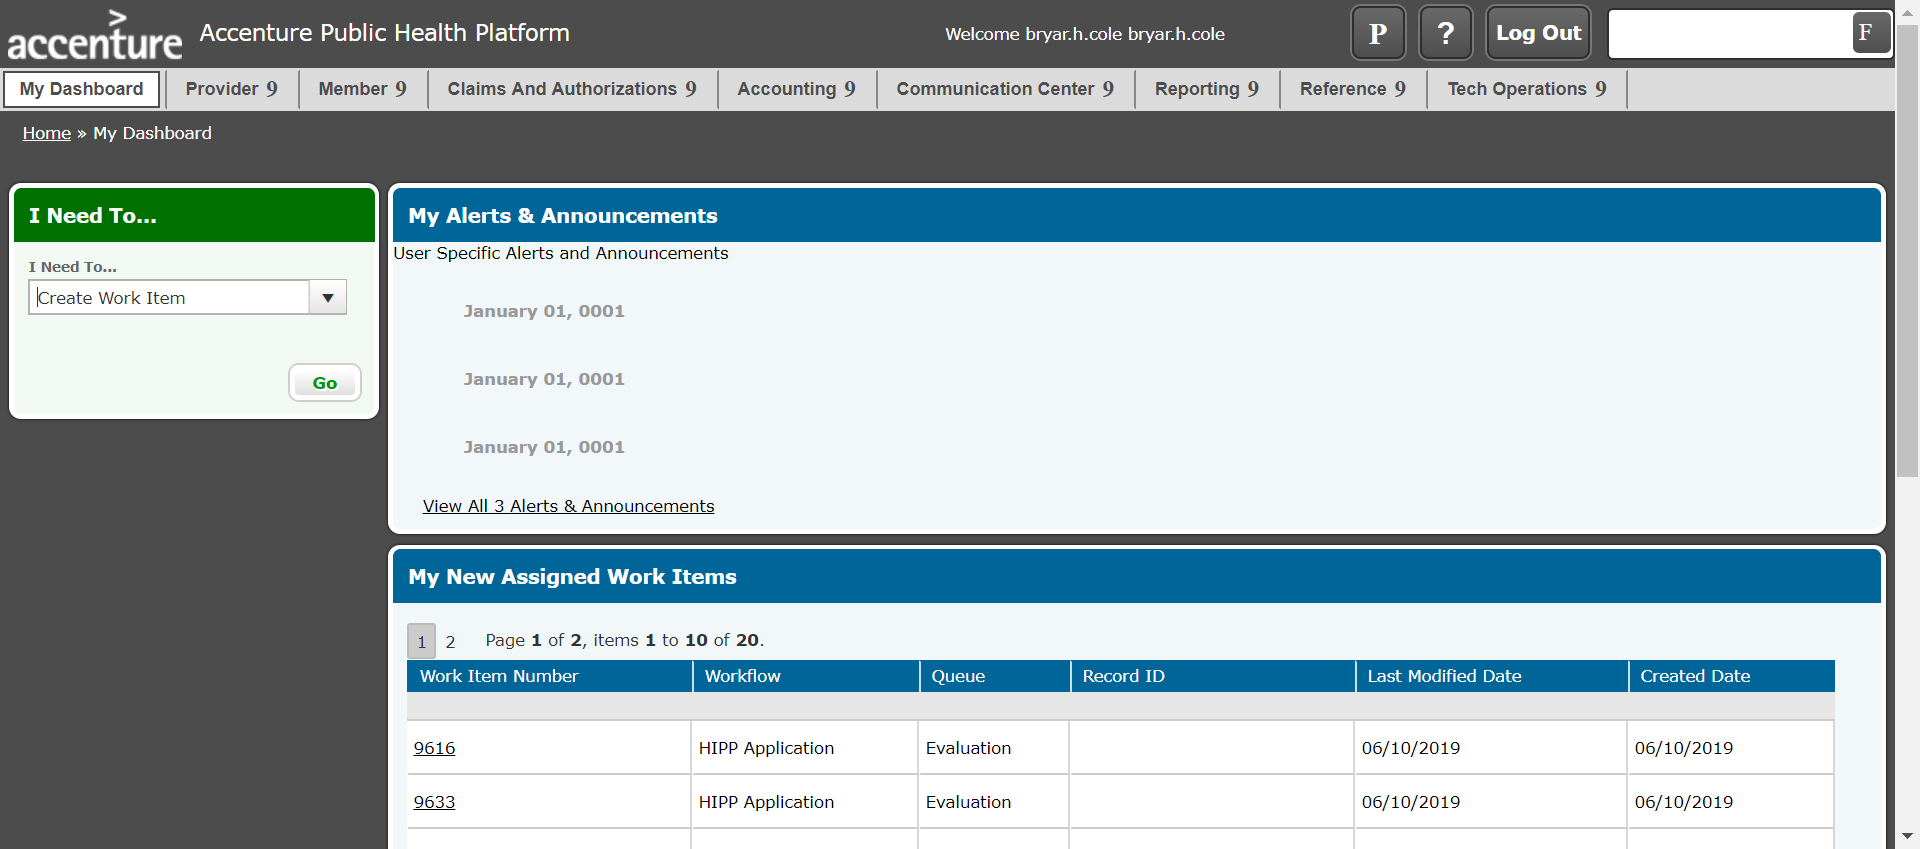 accenture
>
Accenture Public Health Platform
Welcome bryar.h.cole bryar.h.cole
P
?
Log Out
F
My Dashboard
Provider 9
Member 9
Claims And Authorizations 9
Accounting 9
Communication Center 9
Reporting 9
Reference 9
Tech Operations 9
Home » My Dashboard
I Need To...
I Need To...
Create Work Item
Go
My Alerts & Announcements
User Specific Alerts and Announcements
January 01, 0001
January 01, 0001
January 01, 0001
View All 3 Alerts & Announcements
My New Assigned Work Items
1 2 Page 1 of 2, items 1 to 10 of 20.
Work Item Number Workflow Queue Record ID Last Modified Date Created Date
9616 HIPP Application Evaluation 06/10/2019 06/10/2019
9633 HIPP Application Evaluation 06/10/2019 06/10/2019